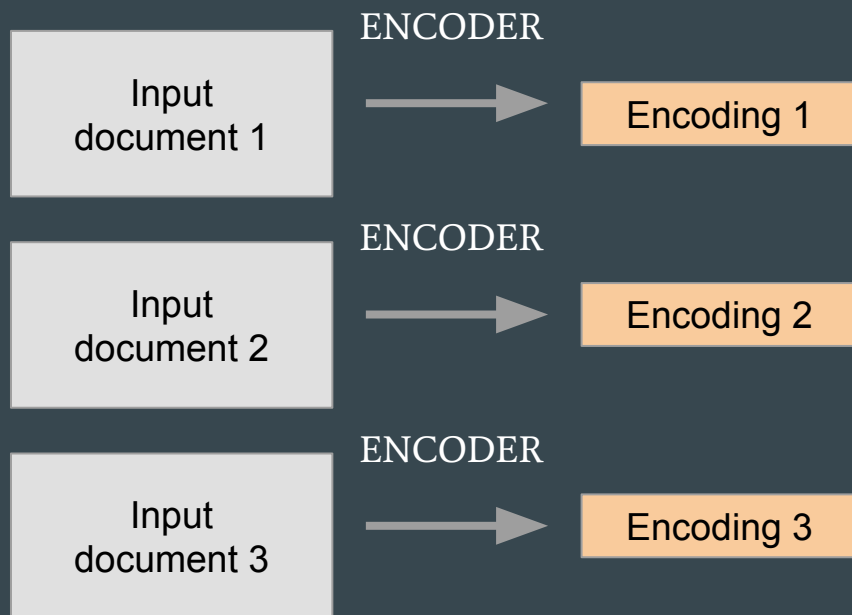 ENCODER
Input
document 1
Encoding 1
ENCODER
Input
document 2
Encoding 2
ENCODER
Input
document 3
Encoding 3